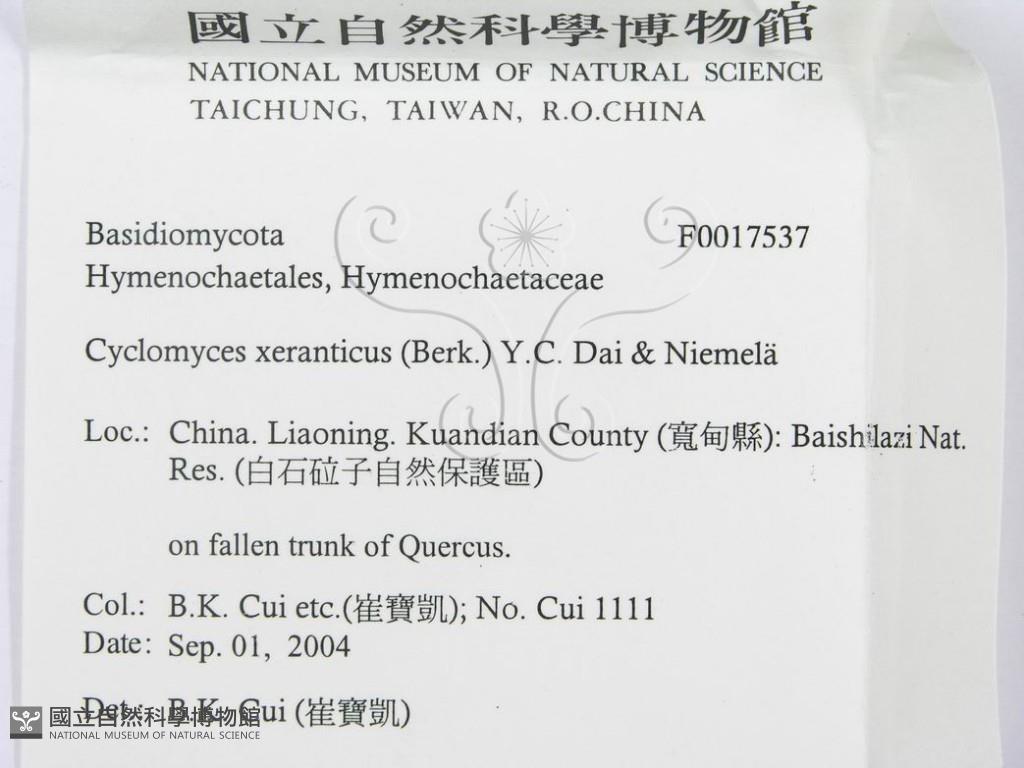 國立自然科學博物館
NATIONAL MUSEUM OF NATURAL SCIENCE
TAICHUNG, TAIWAN, R.O.CHINA
Basidiomycota F0017537
Hymenochaetales, Hymenochaetaceae
Cyclomyces xeranticus (Berk.) Y.C. Dai & Niemelä
Loc.: China. Liaoning. Kuandian County (寬甸縣): Baishilazi Nat.
Res. (白石砬子自然保護區)
on fallen trunk of Quercus.
Col.: B.K. Cui etc.(崔寶凱); No. Cui 1111
Date: Sep. 01, 2004
Det.: B.K. Cui (崔寶凱)
國立自然科學博物館
NATIONAL MUSEUM OF NATURAL SCIENCE